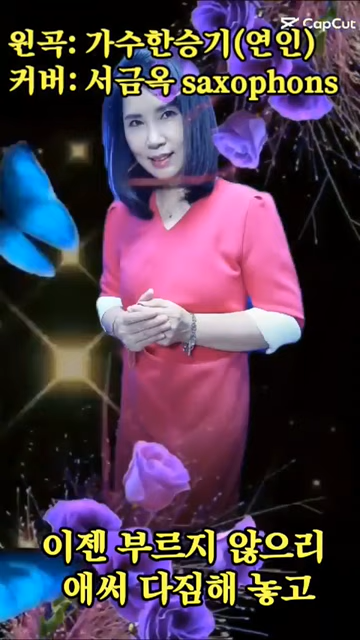 CapCut
원곡: 가수한승기(연인)
커버: 서금옥 saxophons
이젠 부르지 않으리
애써 다짐해 놓고